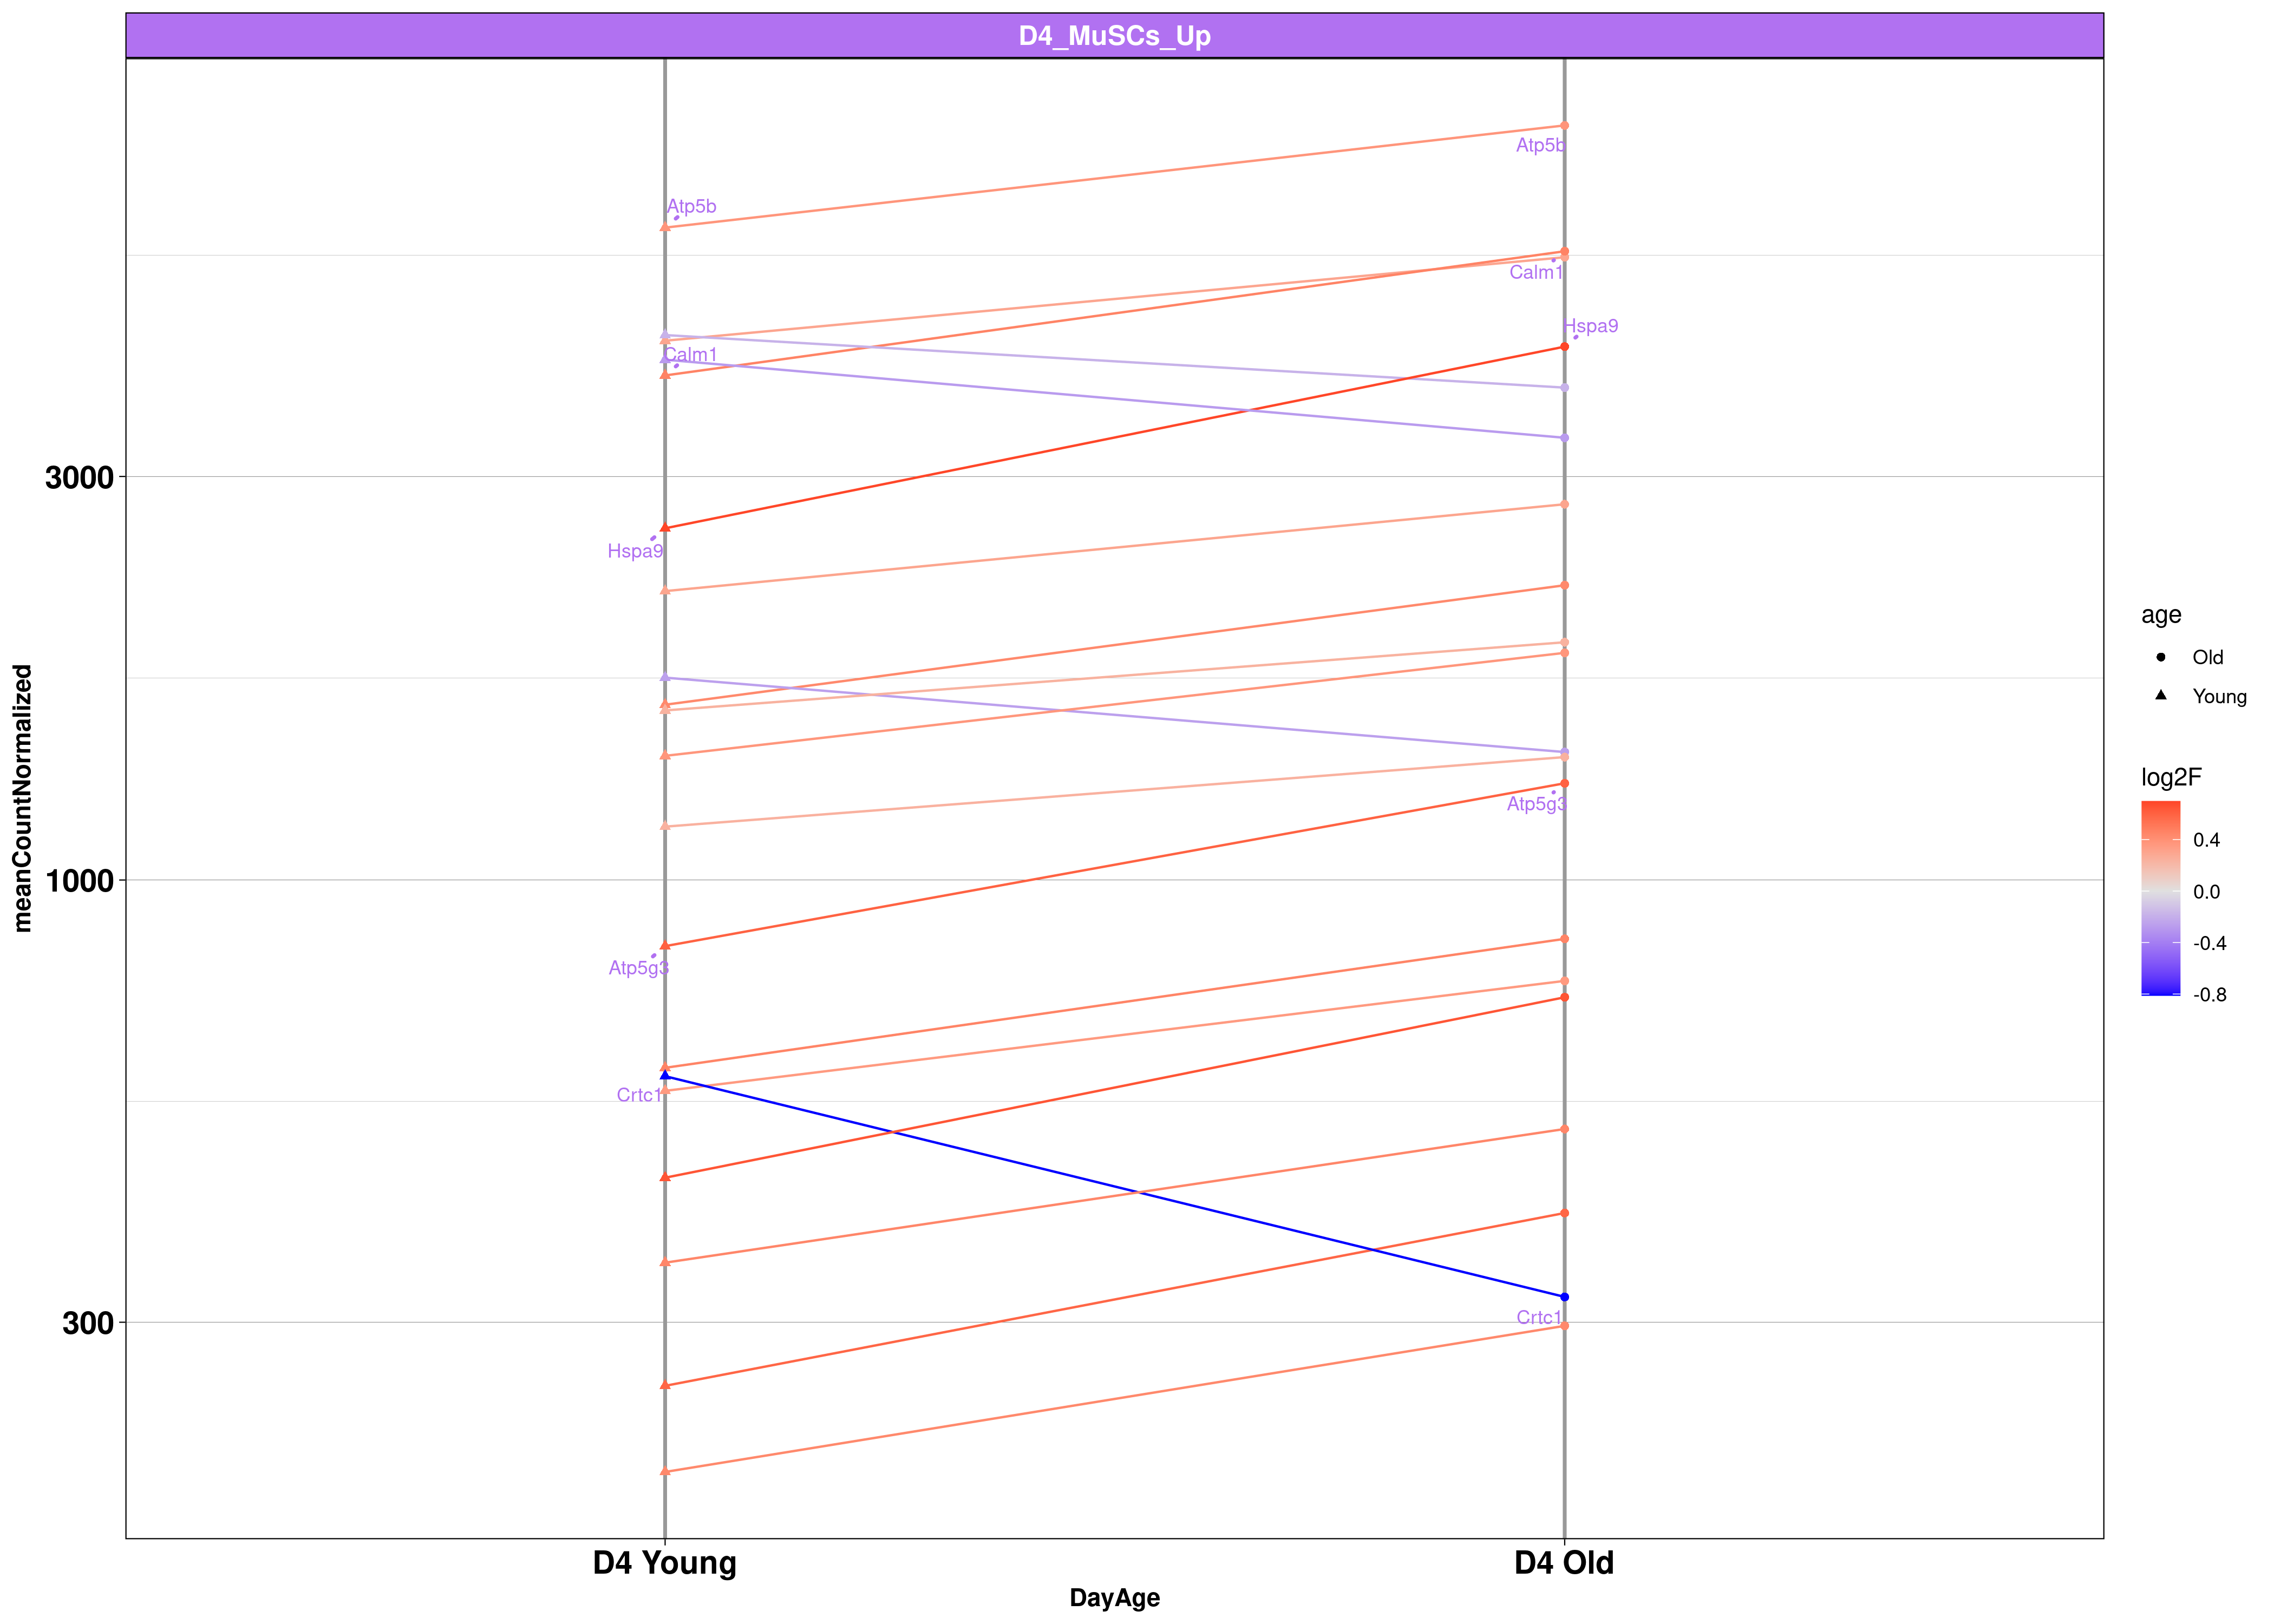 D4_MuSCs_Up
Atp5b
Atp5b
Calm1
Hspa9
Calm1
3000
Hspa9
Atp5g3
1000
Atp5g3
Crtc1
Crtc1
300
meanCountNormalized
D4 Young
D4 Old
DayAge
age
Old
Young
log2F
0.4
0.0
-0.4
-0.8